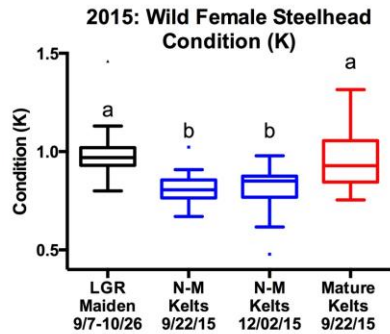 2015: Wild Female Steelhead
Condition (K)
Condition (K)
1.5
1.0
0.5
a
b
b
a
LGR
Maiden
9/7-10/26
N-M
Kelts
9/22/15
N-M
Kelts
12/02/15
Mature
Kelts
9/22/15